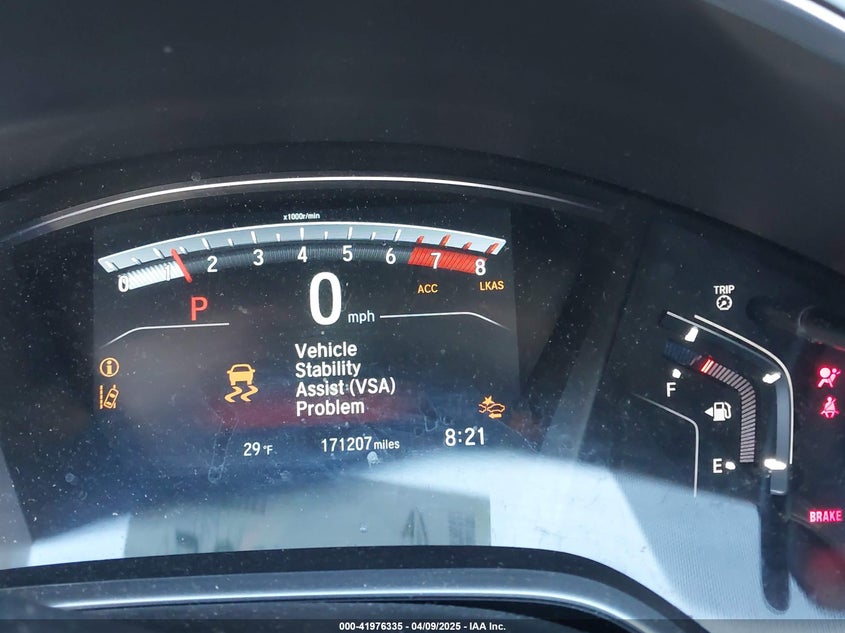 x1000r/min
0 1 2 3 4 5 6 7 8
ACC LKAS
P 0 mph
Vehicle
Stability
Assist (VSA)
Problem
29 °F 171207 miles 8:21
TRIP
F
E
BRAKE
000-41976335 - 04/09/2025 - IAA Inc.